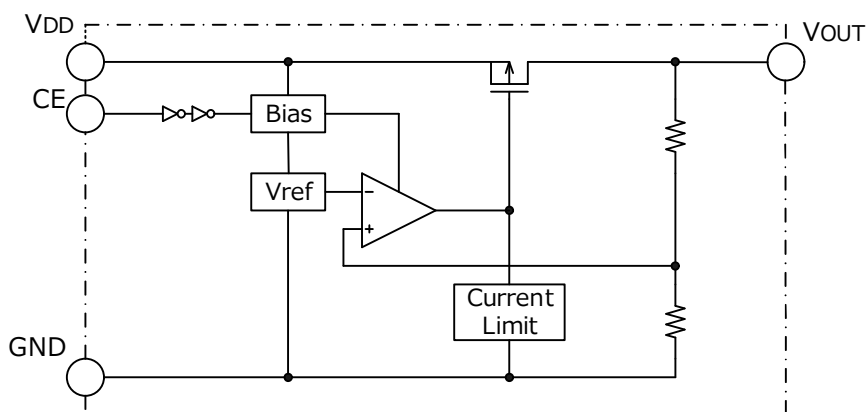 VDD
VOUT
CE
Bias
Vref
−
+
Current
Limit
GND